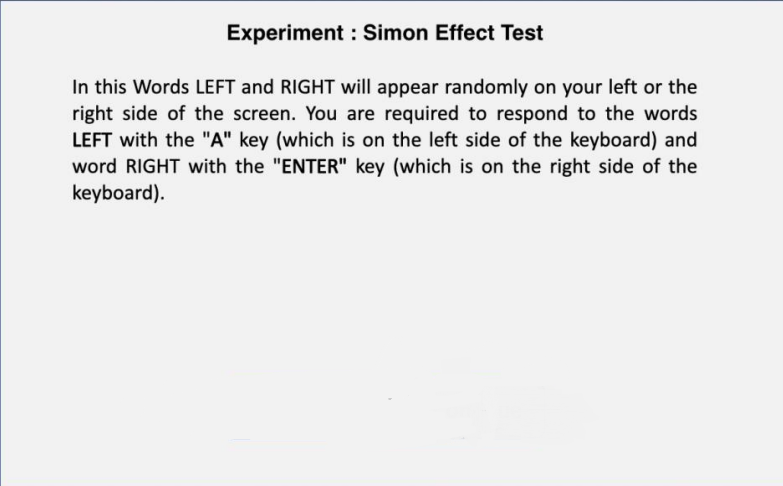 Experiment : Simon Effect Test
In this Words LEFT and RIGHT will appear randomly on your left or the
right side of the screen. You are required to respond to the words
LEFT with the "A" key (which is on the left side of the keyboard) and
word RIGHT with the "ENTER" key (which is on the right side of the
keyboard).